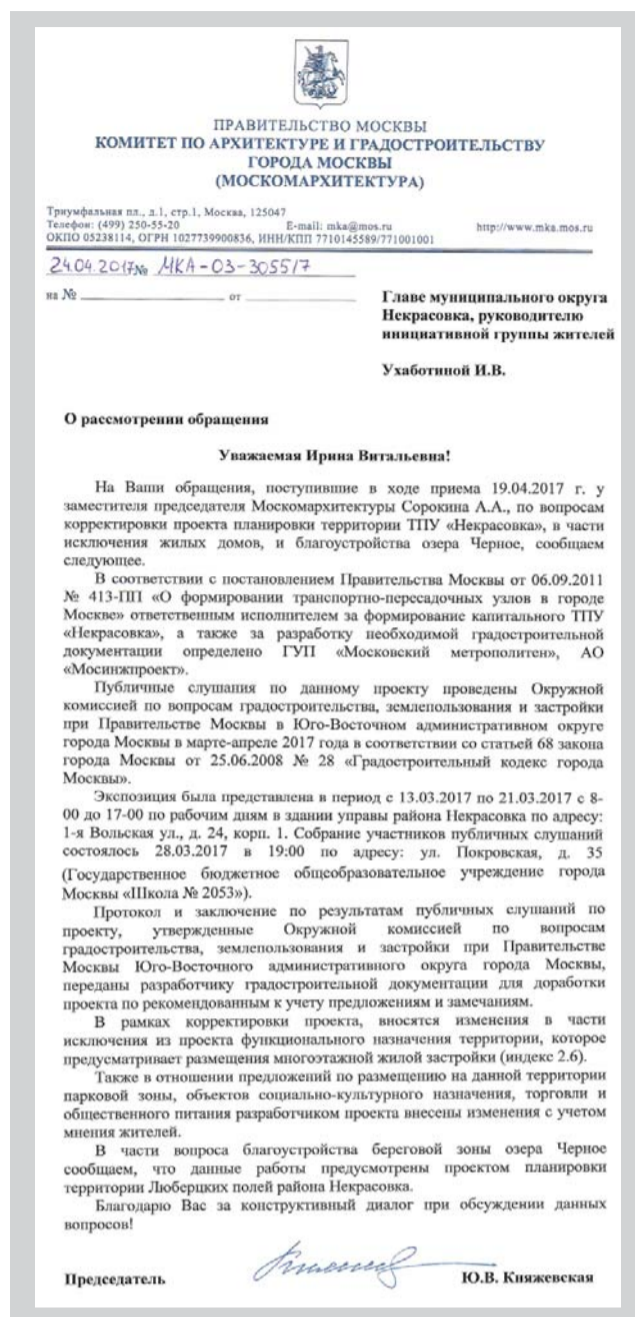 ПРАВИТЕЛЬСТВО МОСКВЫ
КОМИТЕТ ПО АРХИТЕКТУРЕ И ГРАДОСТРОИТЕЛЬСТВУ
ГОРОДА МОСКВЫ
(МОСКОМАРХИТЕКТУРА)
Триумфальная пл., д.1, стр.1, Москва, 125047
Телефон: (499) 250-55-20 E-mail: mka@mos.ru http://www.mka.mos.ru
ОКПО 05238114, ОГРН 1027739900836, ИНН/КПП 7710145589/771001001
24.04.2017 № МКА-03-3055/7
на № от
Главе муниципального округа
Некрасовка, руководителю
инициативной группы жителей
Ухаботиной И.В.
О рассмотрении обращения
Уважаемая Ирина Витальевна!
На Ваши обращения, поступившие в ходе приема 19.04.2017 г. у
заместителя председателя Москомархитектуры Сорокина А.А., по вопросам
корректировки проекта планировки территории ТПУ «Некрасовка», в части
исключения жилых домов, и благоустройства озера Черное, сообщаем
следующее.
В соответствии с постановлением Правительства Москвы от 06.09.2011
№ 413-ПП «О формировании транспортно-пересадочных узлов в городе
Москве» ответственным исполнителем за формирование капитального ТПУ
«Некрасовка», а также за разработку необходимой градостроительной
документации определено ГУП «Московский метрополитен», АО
«Мосинжпроект».
Публичные слушания по данному проекту проведены Окружной
комиссией по вопросам градостроительства, землепользования и застройки
при Правительстве Москвы в Юго-Восточном административном округе
города Москвы в марте-апреле 2017 года в соответствии со статьей 68 закона
города Москвы от 25.06.2008 № 28 «Градостроительный кодекс города
Москвы».
Экспозиция была представлена в период с 13.03.2017 по 21.03.2017 с 8-
00 до 17-00 по рабочим дням в здании управы района Некрасовка по адресу:
1-я Вольская ул., д. 24, корп. 1. Собрание участников публичных слушаний
состоялось 28.03.2017 в 19:00 по адресу: ул. Покровская, д. 35
(Государственное бюджетное общеобразовательное учреждение города
Москвы «Школа № 2053»).
Протокол и заключение по результатам публичных слушаний по
проекту, утвержденные Окружной комиссией по вопросам
градостроительства, землепользования и застройки при Правительстве
Москвы Юго-Восточного административного округа города Москвы,
переданы разработчику градостроительной документации для доработки
проекта по рекомендованным к учету предложениям и замечаниям.
В рамках корректировки проекта, вносятся изменения в части
исключения из проекта функционального назначения территории, которое
предусматривает размещения многоэтажной жилой застройки (индекс 2.6).
Также в отношении предложений по размещению на данной территории
парковой зоны, объектов социально-культурного назначения, торговли и
общественного питания разработчиком проекта внесены изменения с учетом
мнения жителей.
В части вопроса благоустройства береговой зоны озера Черное
сообщаем, что данные работы предусмотрены проектом планировки
территории Люберцких полей района Некрасовка.
Благодарю Вас за конструктивный диалог при обсуждении данных
вопросов!
Председатель Ю.В. Княжевская